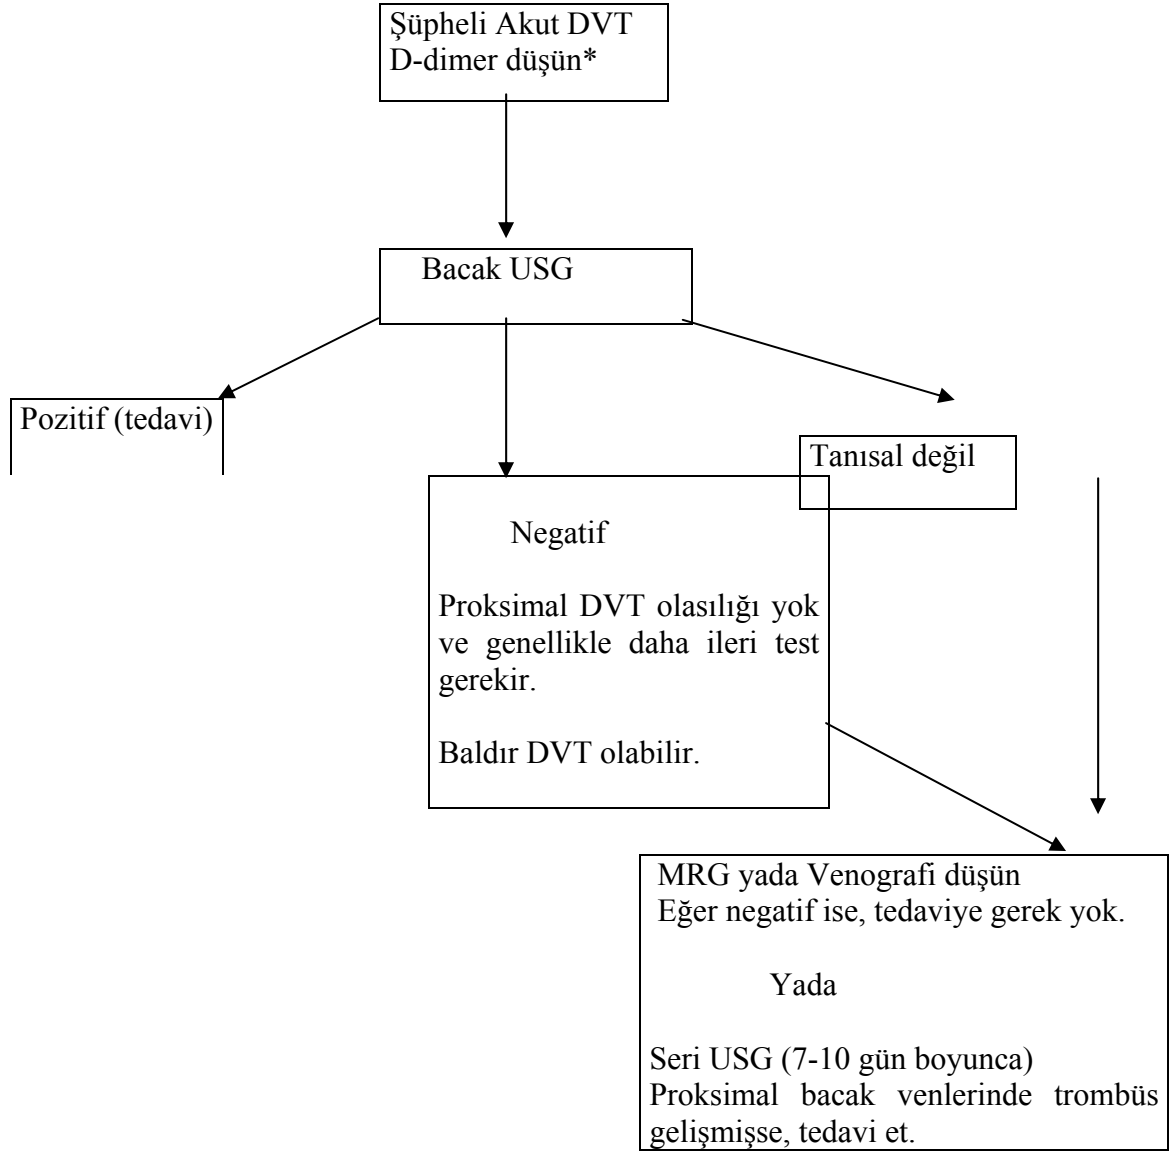 Şüpheli Akut DVT
D-dimer düşün*
Bacak USG
Pozitif (tedavi)
Tanısal değil
Negatif
Proksimal DVT olasılığı yok
ve genellikle daha ileri test
gerekir.
Baldır DVT olabilir.
MRG yada Venografi düşün
Eğer negatif ise, tedaviye gerek yok.
Yada
Seri USG (7-10 gün boyunca)
Proksimal bacak venlerinde trombüs
gelişmişse, tedavi et.